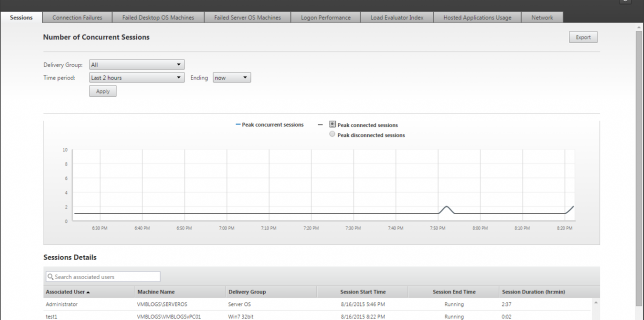 Sessions Connection Failures Failed Desktop OS Machines Failed Server OS Machines Logon Performance Load Evaluator Index Hosted Applications Usage Network
Number of Concurrent Sessions
Export
Delivery Group: All
Time period: Last 2 hours Ending now
Apply
Peak concurrent sessions Peak connected sessions
Peak disconnected sessions
10
8
6
4
2
0
6:30 PM 6:40 PM 6:50 PM 7:00 PM 7:10 PM 7:20 PM 7:30 PM 7:40 PM 7:50 PM 8:00 PM 8:10 PM 8:20 PM
Sessions Details
Search associated users
Associated User Machine Name Delivery Group Session Start Time Session End Time Session Duration (hr:min)
Administrator VMBLOGS\SERVEROS Server OS 8/16/2015 5:46 PM Running 2:37
test1 VMBLOGS\VMBLOGSxPC01 Win7 32bit 8/16/2015 8:22 PM Running 0:02